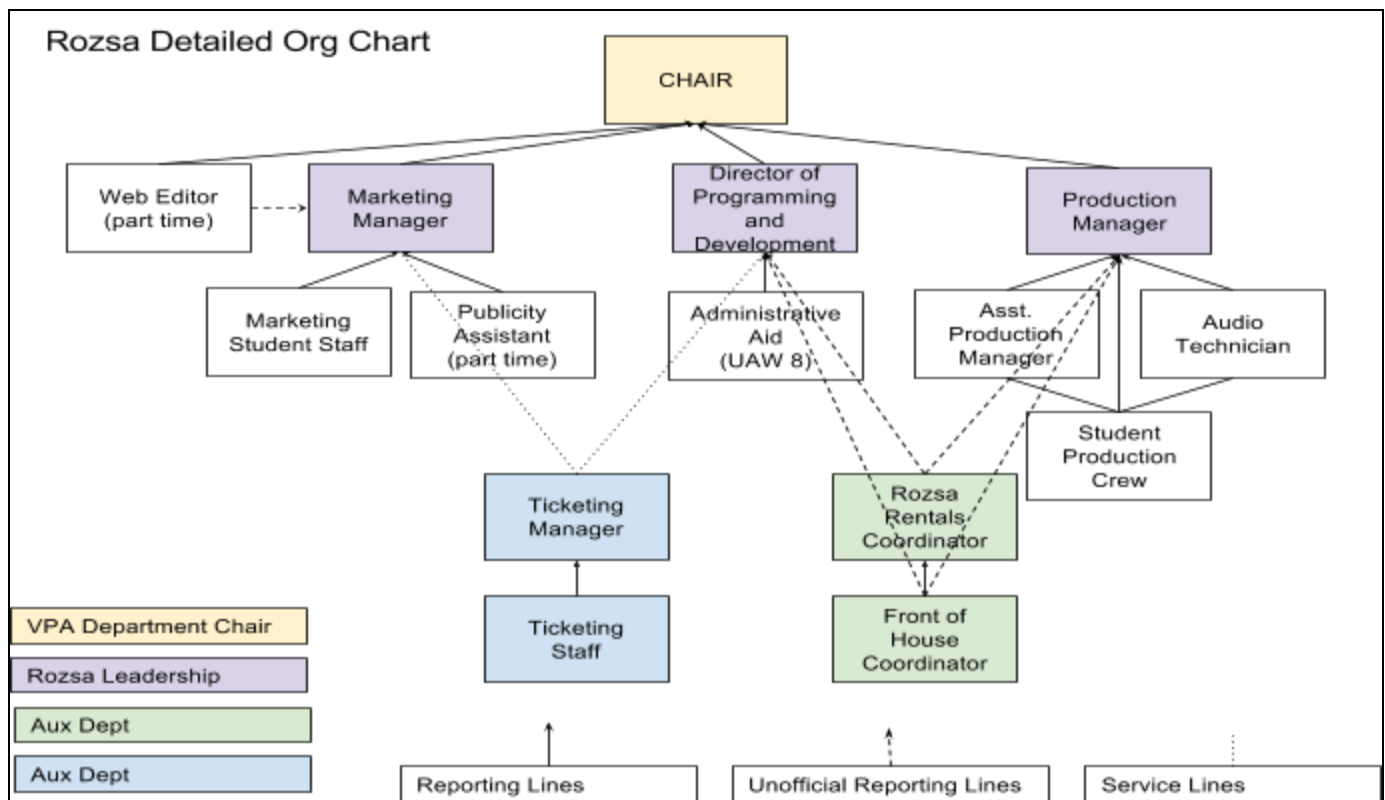 Rozsa Detailed Org Chart
CHAIR
Web Editor
(part time)
Marketing
Manager
Director of
Programming
and
Development
Production
Manager
Marketing
Student Staff
Publicity
Assistant
(part time)
Administrative
Aid
(UAW 8)
Asst.
Production
Manager
Audio
Technician
Student
Production
Crew
Ticketing
Manager
Rozsa
Rentals
Coordinator
Ticketing
Staff
Front of
House
Coordinator
VPA Department Chair
Rozsa Leadership
Aux Dept
Aux Dept
Reporting Lines
Unofficial Reporting Lines
Service Lines